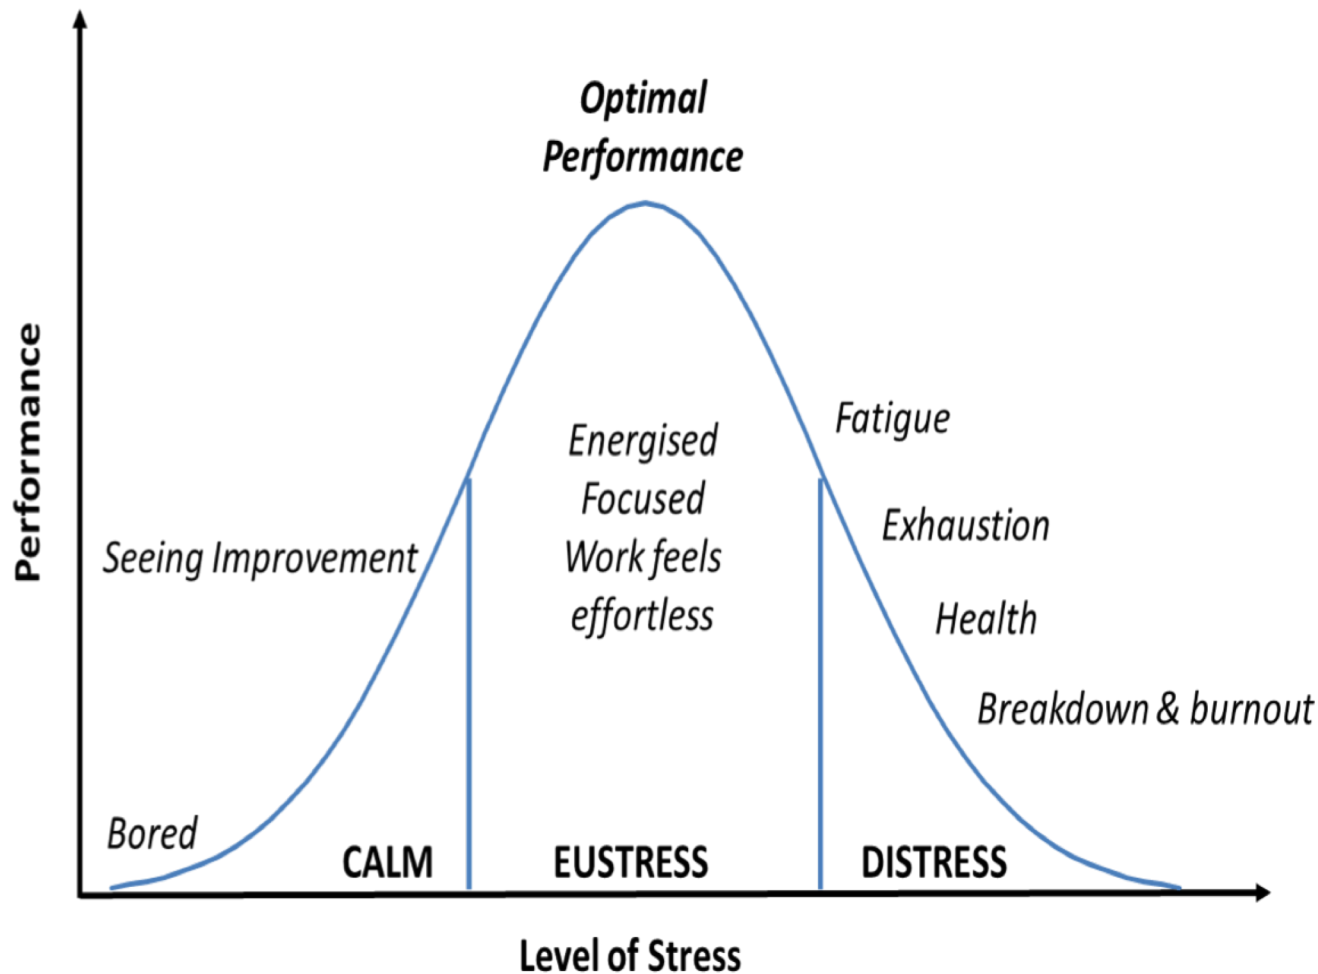 Optimal
Performance
Performance
Fatigue
Energised
Focused
Work feels
effortless
Exhaustion
Seeing Improvement
Health
Breakdown & burnout
Bored
CALM
EUSTRESS
DISTRESS
Level of Stress